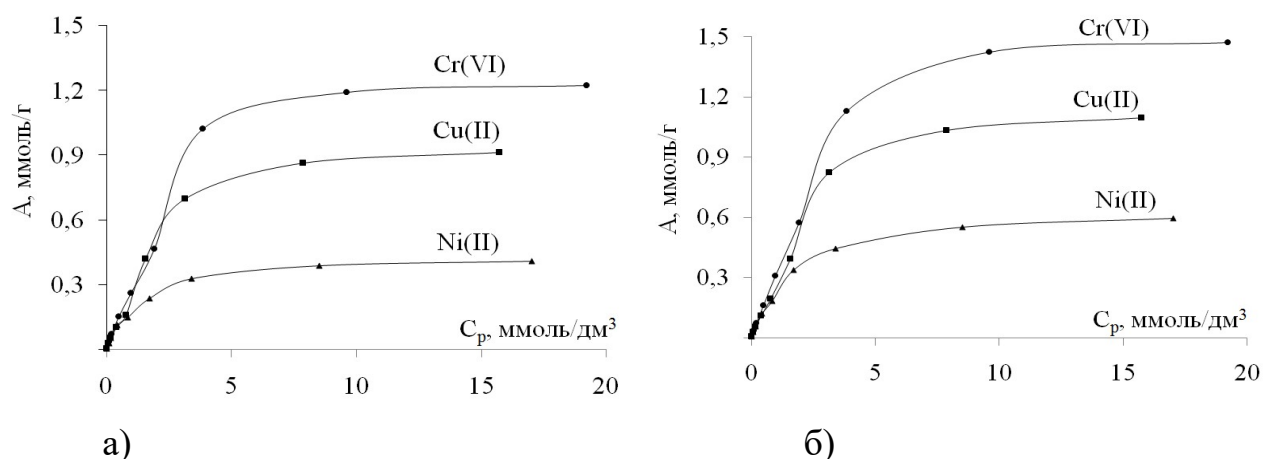 А, ммоль/г
1,5
1,2
0,9
0,6
0,3
0
5
10
15
20
Cr(VI)
Cu(II)
Ni(II)
Cр, ммоль/дм³
а)
А, ммоль/г
1,5
1,2
0,9
0,6
0,3
0
5
10
15
20
Cr(VI)
Cu(II)
Ni(II)
Cр, ммоль/дм³
б)